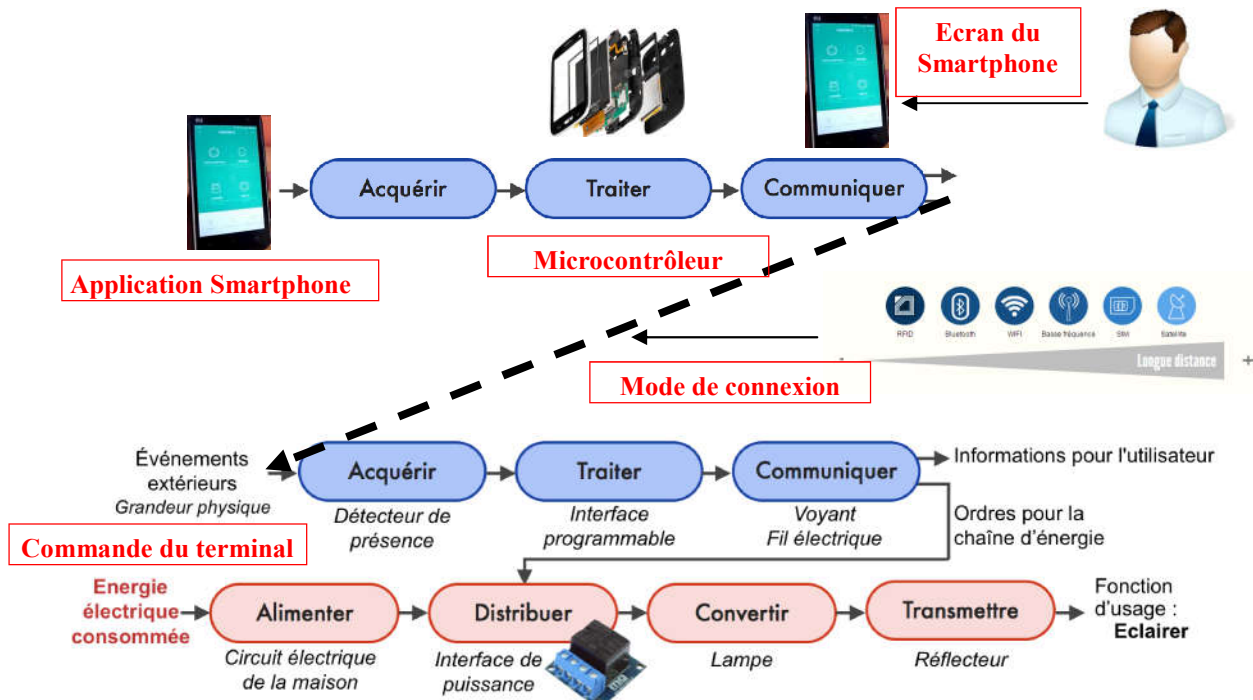 Ecran du
Smartphone
Acquérir
Traiter
Communiquer
Application Smartphone
Microcontrôleur
RFID
Bluetooth
WIFI
Basse fréquence
SIM
Satellite
-
Longue distance
+
Mode de connexion
Événements
extérieurs
Grandeur physique
Acquérir
Traiter
Communiquer
Informations pour l'utilisateur
Détecteur de
présence
Interface
programmable
Voyant
Fil électrique
Ordres pour la
chaîne d'énergie
Commande du terminal
Energie
électrique
consommée
Alimenter
Distribuer
Convertir
Transmettre
Fonction
d'usage :
Eclairer
Circuit électrique
de la maison
Interface de
puissance
Lampe
Réflecteur